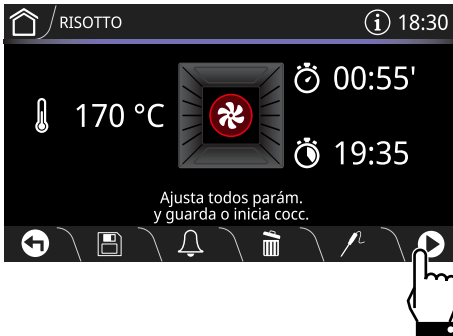 RISOTTO
18:30
00:55'
170 °C
19:35
Ajusta todos parám.
y guarda o inicia cocc.